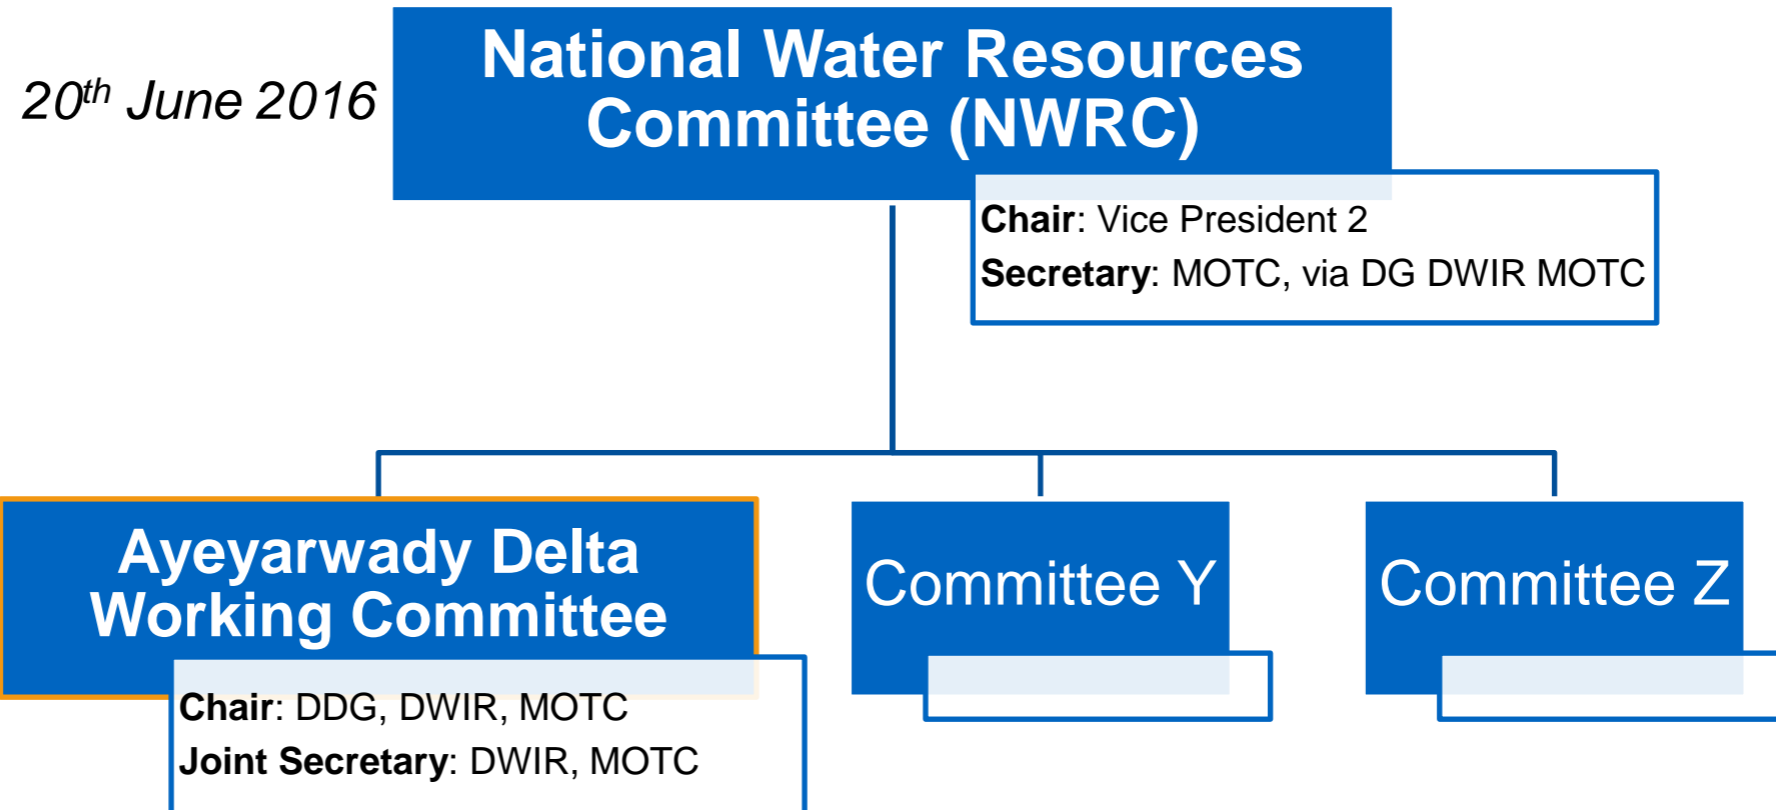 20th June 2016
National Water Resources
Committee (NWRC)
Chair: Vice President 2
Secretary: MOTC, via DG DWIR MOTC
Ayeyarwady Delta
Working Committee
Chair: DDG, DWIR, MOTC
Joint Secretary: DWIR, MOTC
Committee Y
Committee Z